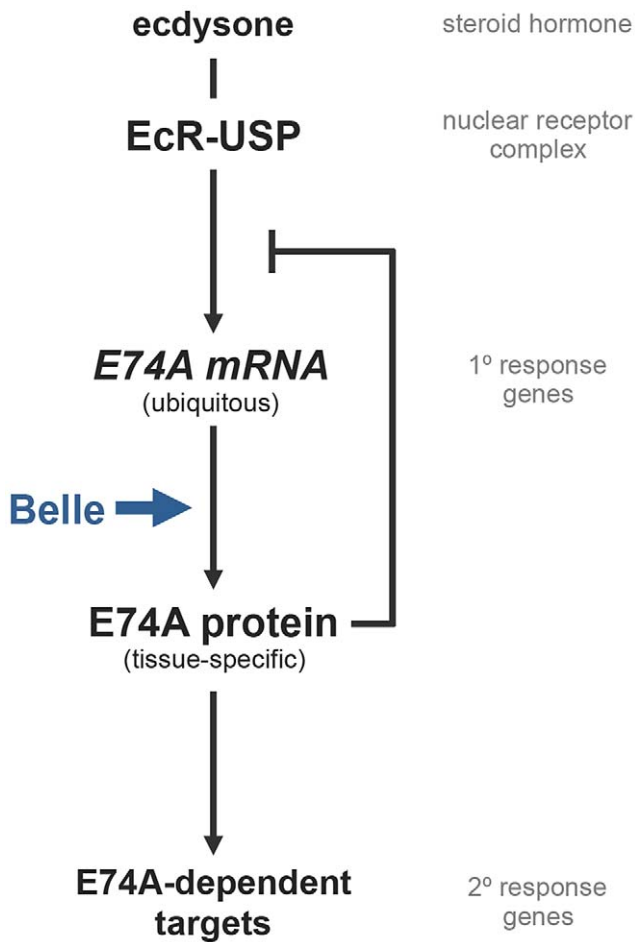 ecdysone
steroid hormone
EcR-USP
nuclear receptor
complex
E74A mRNA
(ubiquitous)
1º response
genes
Belle
E74A protein
(tissue-specific)
E74A-dependent
targets
2º response
genes